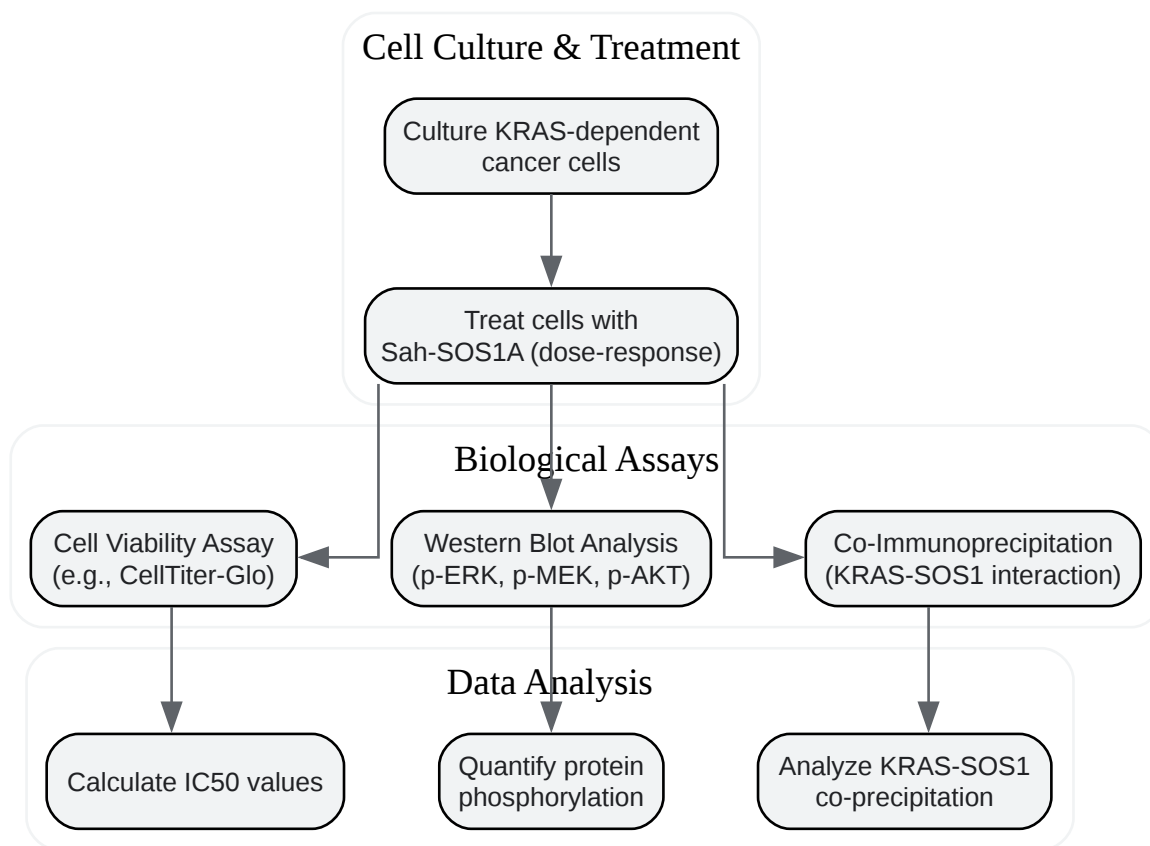 Cell Culture & Treatment
Culture KRAS-dependent
cancer cells
Treat cells with
Sah-SOS1A (dose-response)
Biological Assays
Cell Viability Assay
(e.g., CellTiter-Glo)
Western Blot Analysis
(p-ERK, p-MEK, p-AKT)
Co-Immunoprecipitation
(KRAS-SOS1 interaction)
Data Analysis
Calculate IC50 values
Quantify protein
phosphorylation
Analyze KRAS-SOS1
co-precipitation